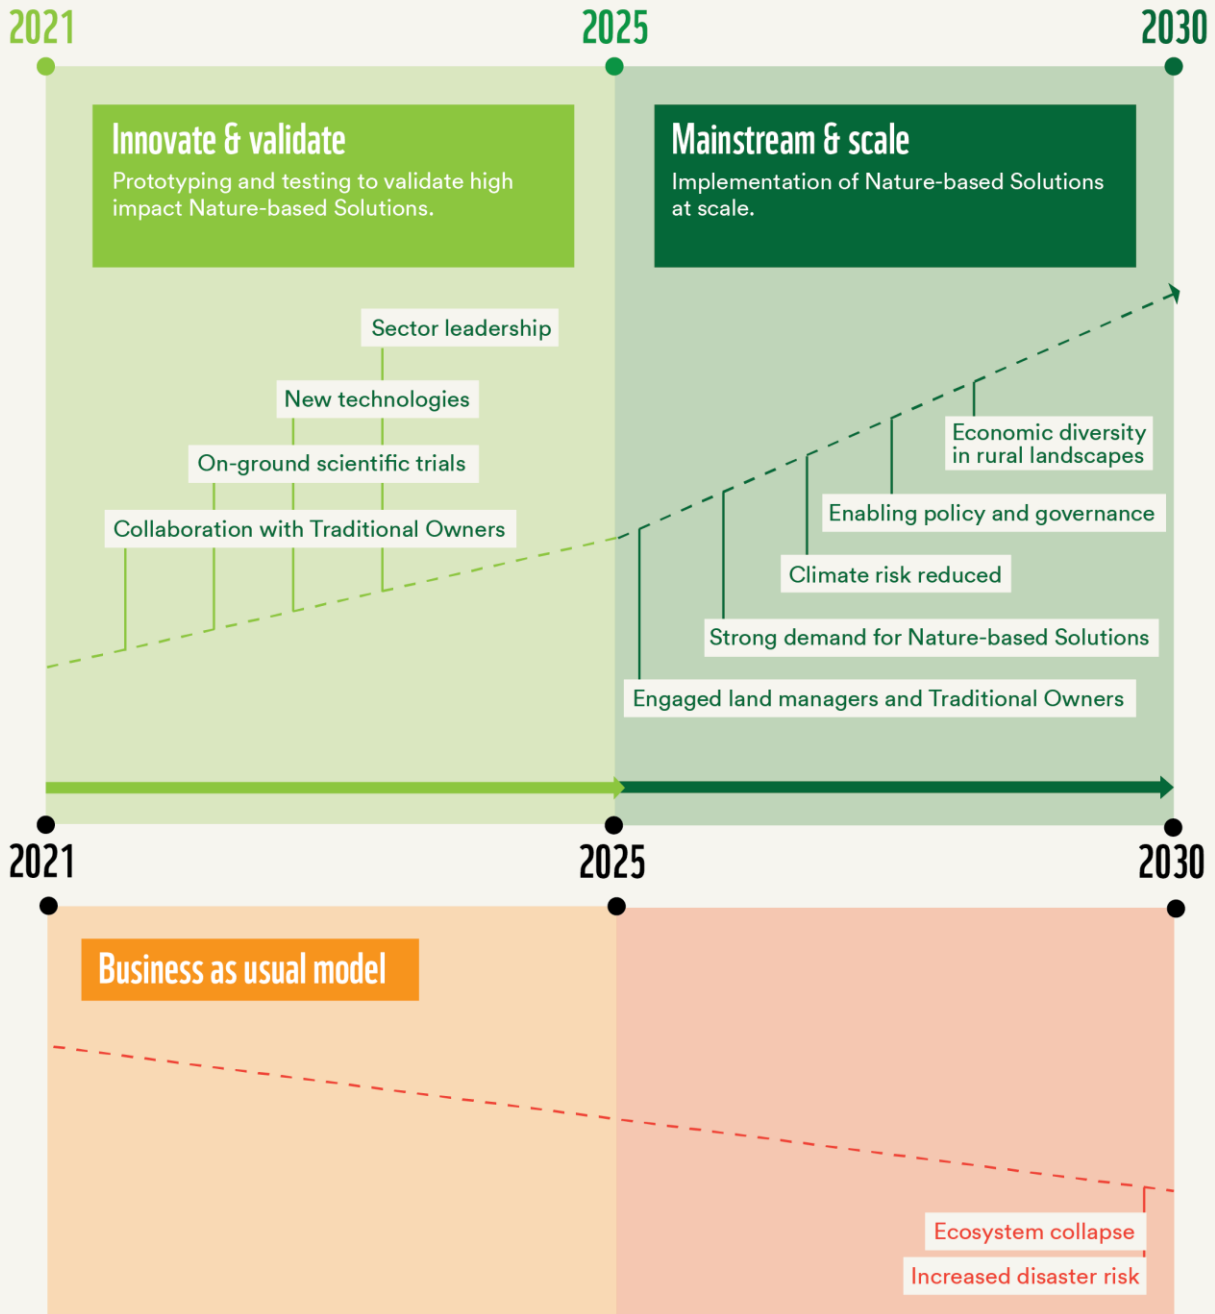 2021
2025
2030
Innovate & validate
Prototyping and testing to validate high
impact Nature-based Solutions.
Mainstream & scale
Implementation of Nature-based Solutions
at scale.
Sector leadership
New technologies
On-ground scientific trials
Collaboration with Traditional Owners
Economic diversity
in rural landscapes
Enabling policy and governance
Climate risk reduced
Strong demand for Nature-based Solutions
Engaged land managers and Traditional Owners
2021
2025
2030
Business as usual model
Ecosystem collapse
Increased disaster risk